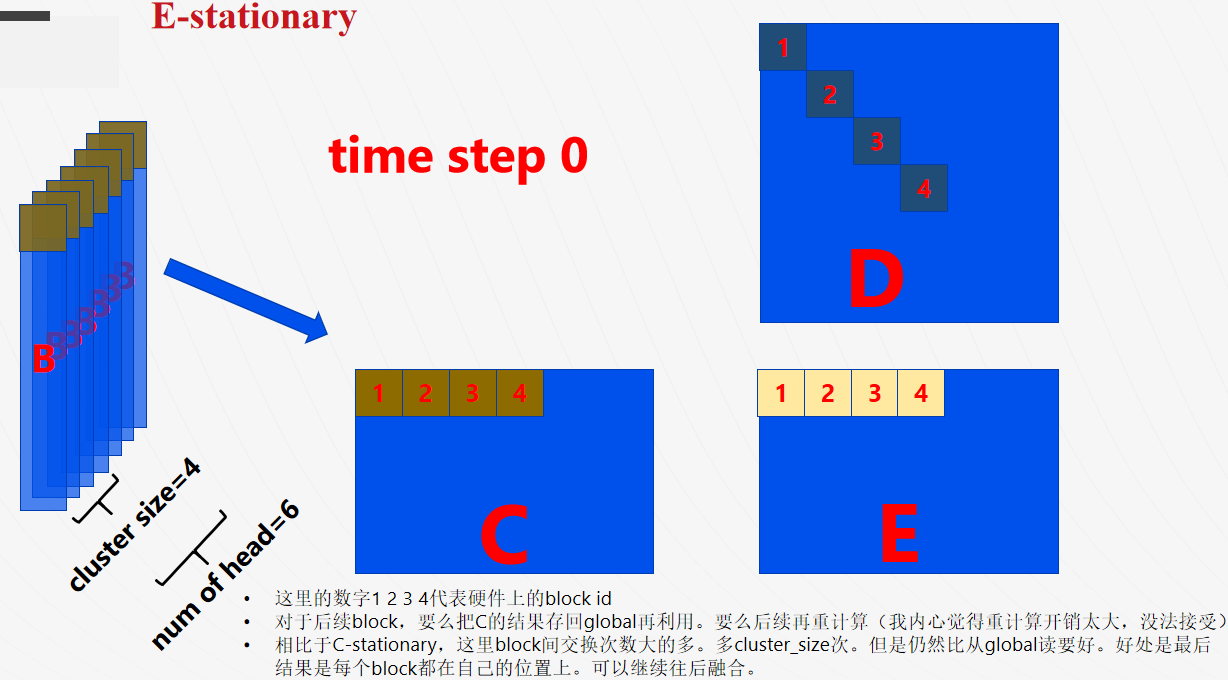 E-stationary
time step 0
1
2
3
4
D
B
B
B
B
B
B
B
cluster size=4
num of head=6
1 2 3 4
C
1 2 3 4
E
• 这里的数字1 2 3 4代表硬件上的block id
• 对于后续block，要么把C的结果存回global再利用。要么后续再重计算（我内心觉得重计算开销太大，没法接受）
• 相比于C-stationary，这里block间交换次数大的多。多cluster_size次。但是仍然比从global读要好。好处是最后
结果是每个block都在自己的位置上。可以继续往后融合。